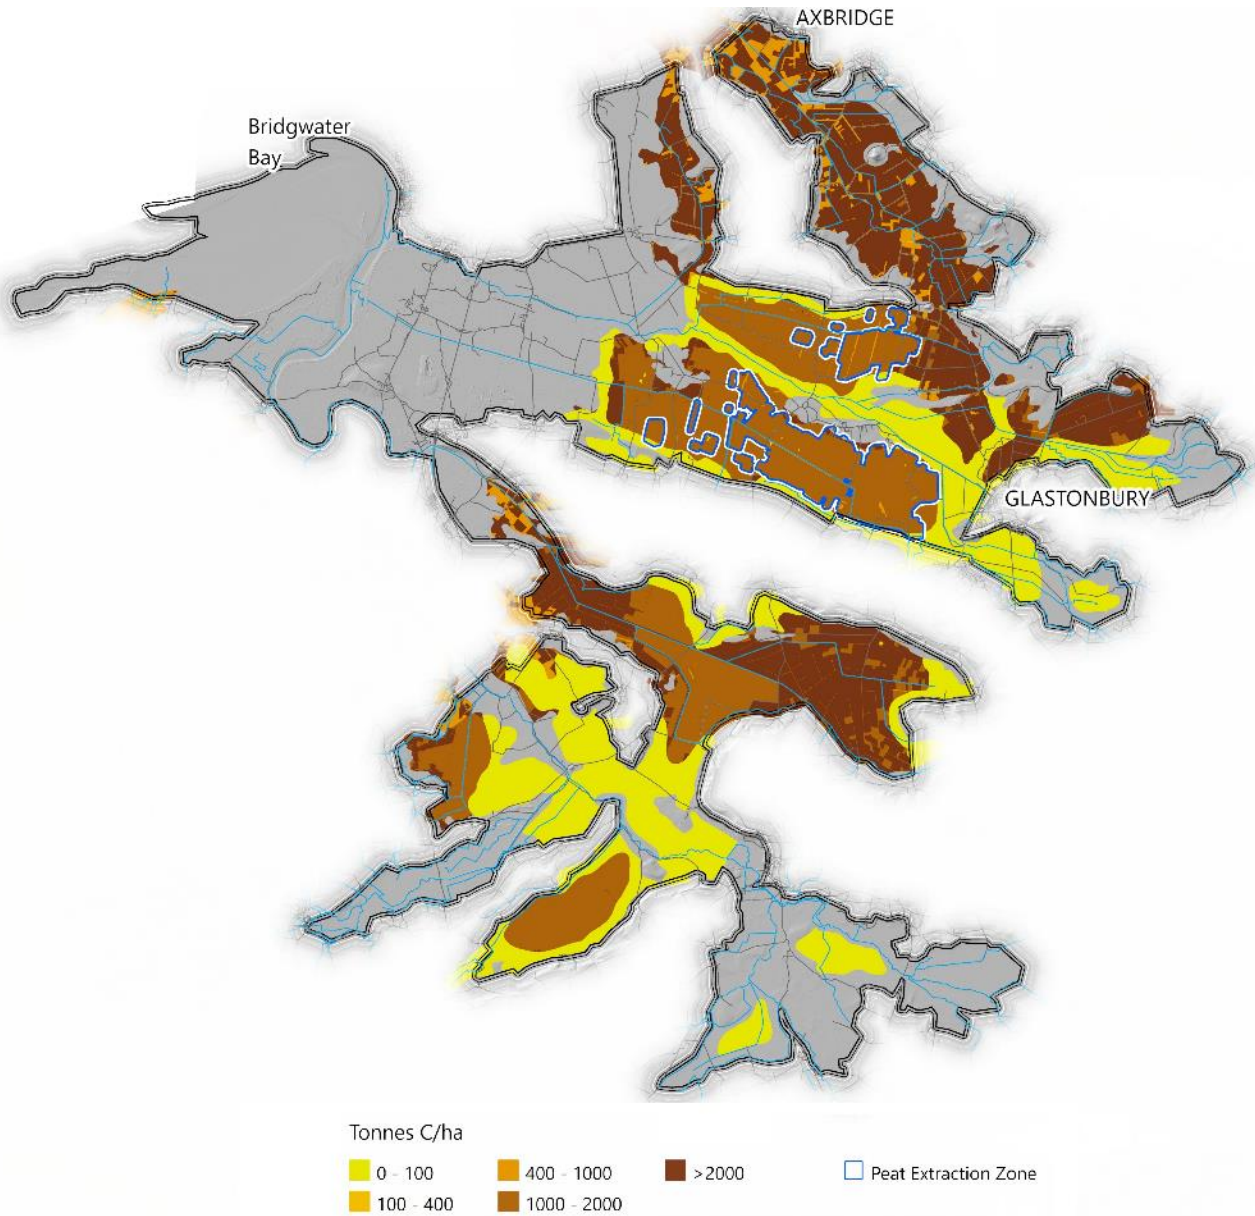 AXBRIDGE
Bridgwater
Bay
GLASTONBURY
Tonnes C/ha
0 - 100
400 - 1000
>2000
Peat Extraction Zone
100 - 400
1000 - 2000